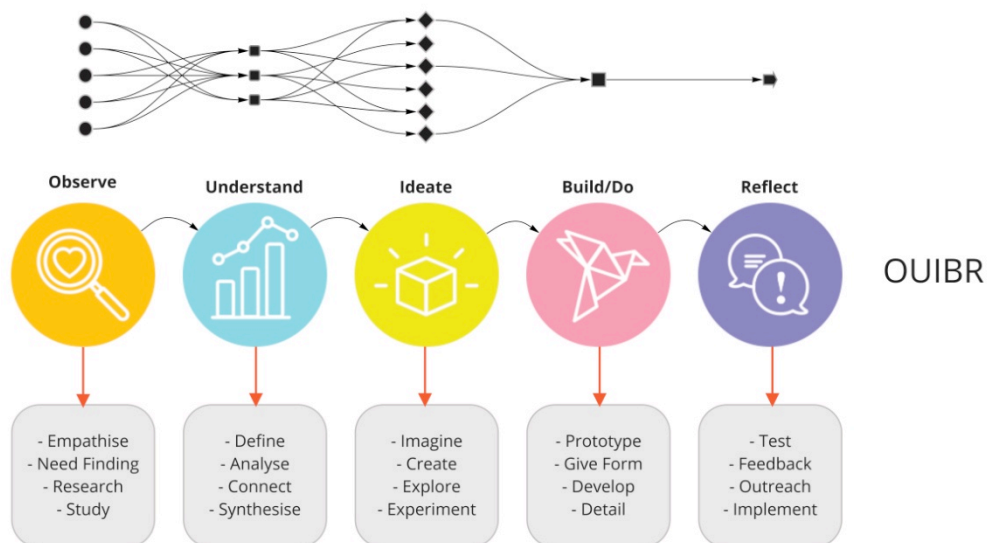 Observe
Understand
Ideate
Build/Do
Reflect
OUIBR
- Empathise
- Need Finding
- Research
- Study
- Define
- Analyse
- Connect
- Synthesise
- Imagine
- Create
- Explore
- Experiment
- Prototype
- Give Form
- Develop
- Detail
- Test
- Feedback
- Outreach
- Implement